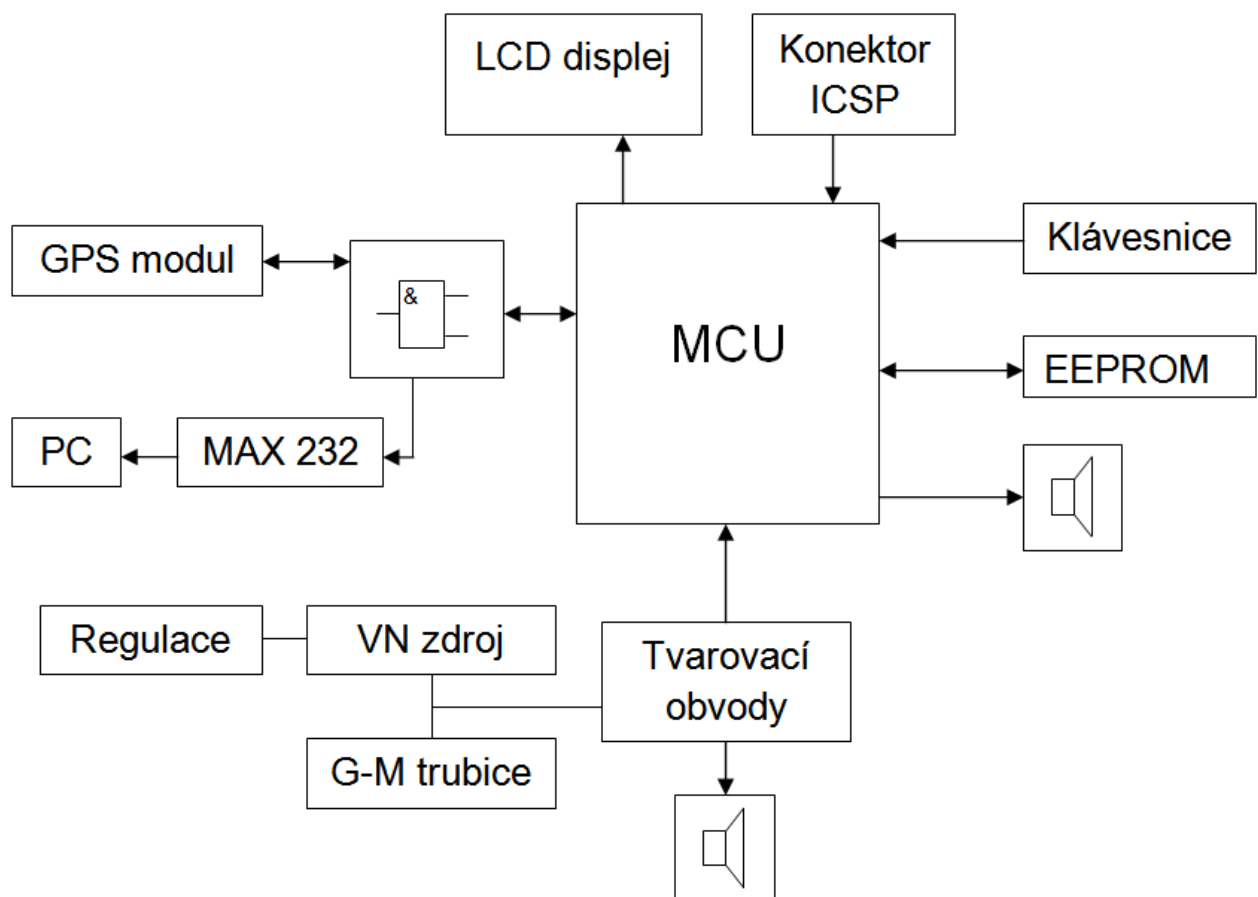 LCD displej
Konektor
ICSP
GPS modul
&
Klávesnice
MCU
EEPROM
PC
MAX 232
Regulace
VN zdroj
Tvarovací
obvody
G-M trubice